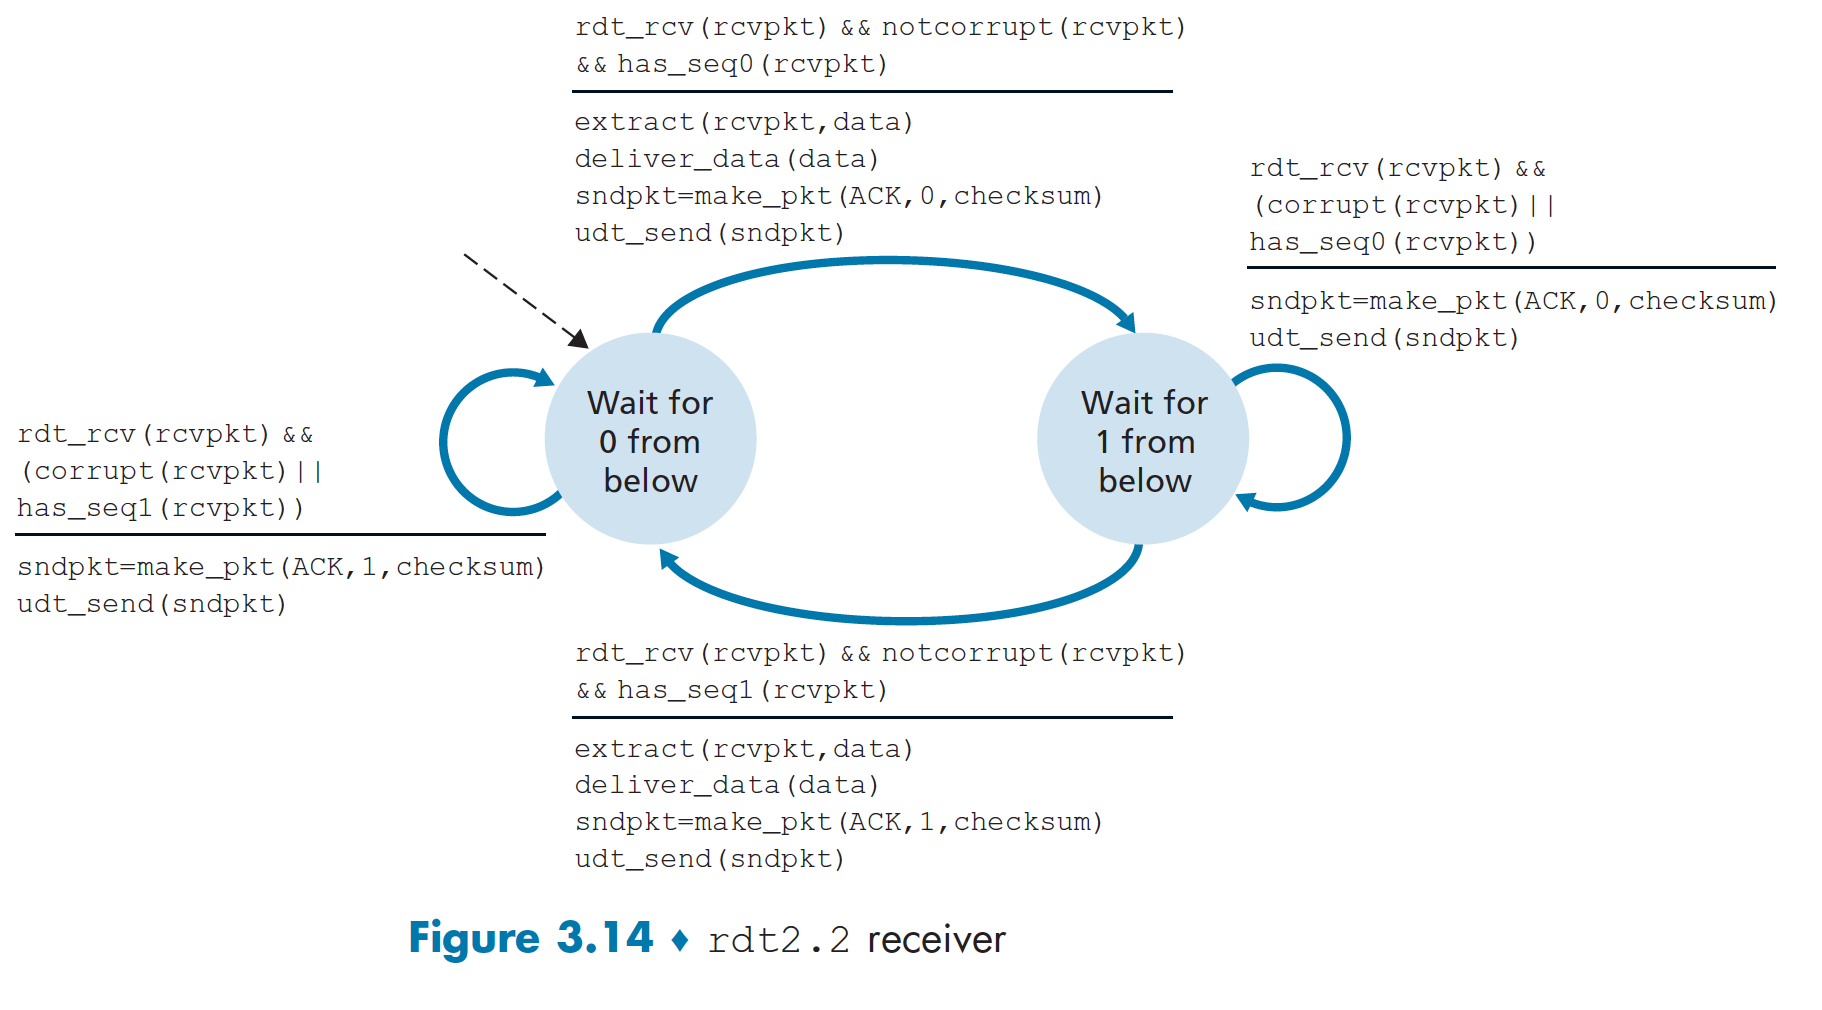 rdt_rcv(rcvpkt) && notcorrupt(rcvpkt)
&& has_seq0(rcvpkt)
extract(rcvpkt,data)
deliver_data(data)
sndpkt=make_pkt(ACK,0,checksum)
udt_send(sndpkt)
rdt_rcv(rcvpkt) &&
(corrupt(rcvpkt)||
has_seq0(rcvpkt))
sndpkt=make_pkt(ACK,0,checksum)
udt_send(sndpkt)
Wait for
0 from
below
Wait for
1 from
below
rdt_rcv(rcvpkt) &&
(corrupt(rcvpkt)||
has_seq1(rcvpkt))
sndpkt=make_pkt(ACK,1,checksum)
udt_send(sndpkt)
rdt_rcv(rcvpkt) && notcorrupt(rcvpkt)
&& has_seq1(rcvpkt)
extract(rcvpkt,data)
deliver_data(data)
sndpkt=make_pkt(ACK,1,checksum)
udt_send(sndpkt)
Figure 3.14 ♦ rdt2.2 receiver